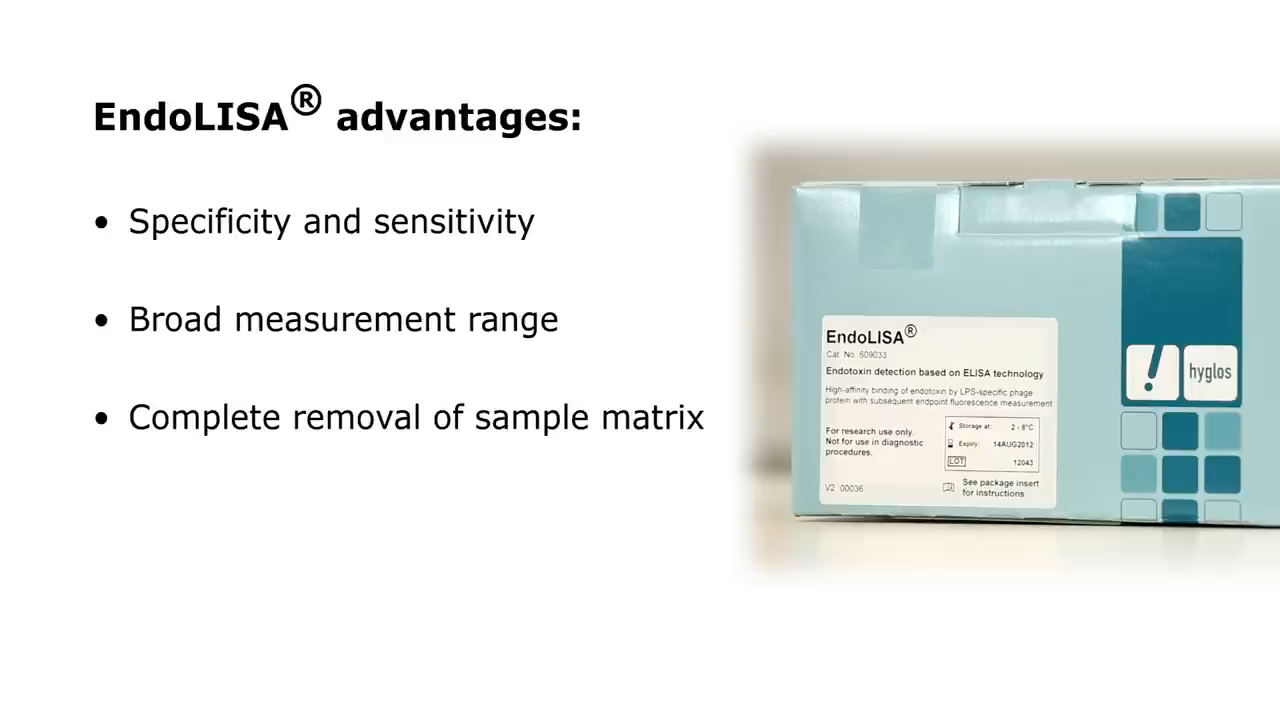 EndoLISA® advantages:
• Specificity and sensitivity
• Broad measurement range
• Complete removal of sample matrix
EndoLISA®
Cat. No. 609033
Endotoxin detection based on ELISA technology
High-affinity binding of endotoxin by LPS-specific phage
protein with subsequent endpoint fluorescence measurement
For research use only.
Not for use in diagnostic
procedures.
Storage at: 2 - 8°C
Expiry: 14AUG2012
LOT 12043
V2 00036
See package insert
for instructions
! hyglos